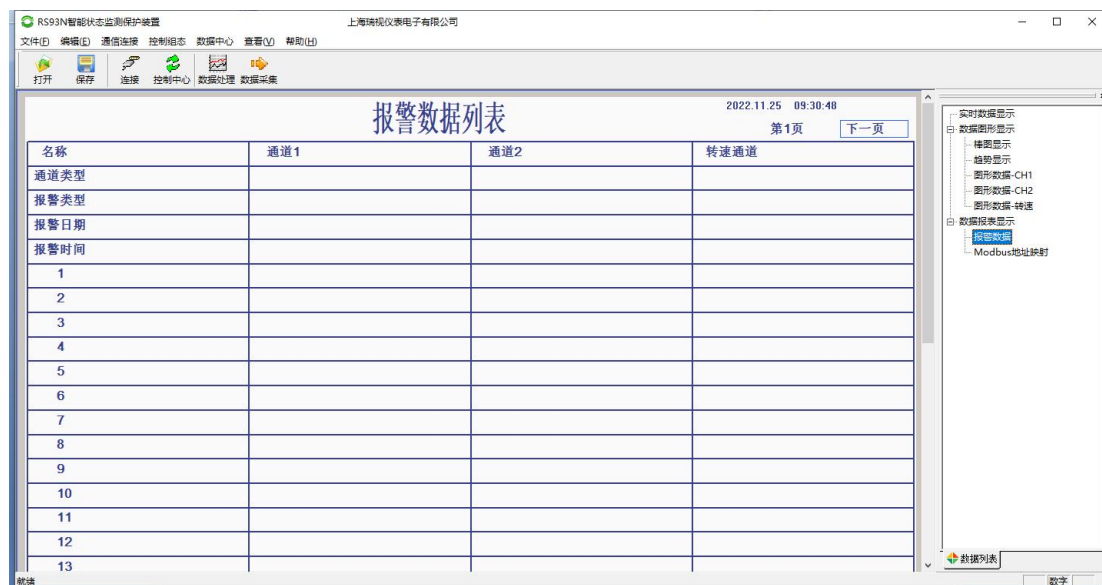 RS93N智能状态监测保护装置 上海瑞视仪表电子有限公司
文件(F) 编辑(E) 通信连接 控制组态 数据中心 查看(V) 帮助(H)
打开 保存 连接 控制中心 数据处理 数据采集
报警数据列表
2022.11.25 09:30:48
第1页 下一页
名称 通道1 通道2 转速通道
通道类型
报警类型
报警日期
报警时间
1
2
3
4
5
6
7
8
9
10
11
12
13
实时数据显示
数据图形显示
棒图显示
趋势显示
图形数据-CH1
图形数据-CH2
图形数据-转速
数据报表显示
报警数据
Modbus地址映射
数据列表
就绪 数字